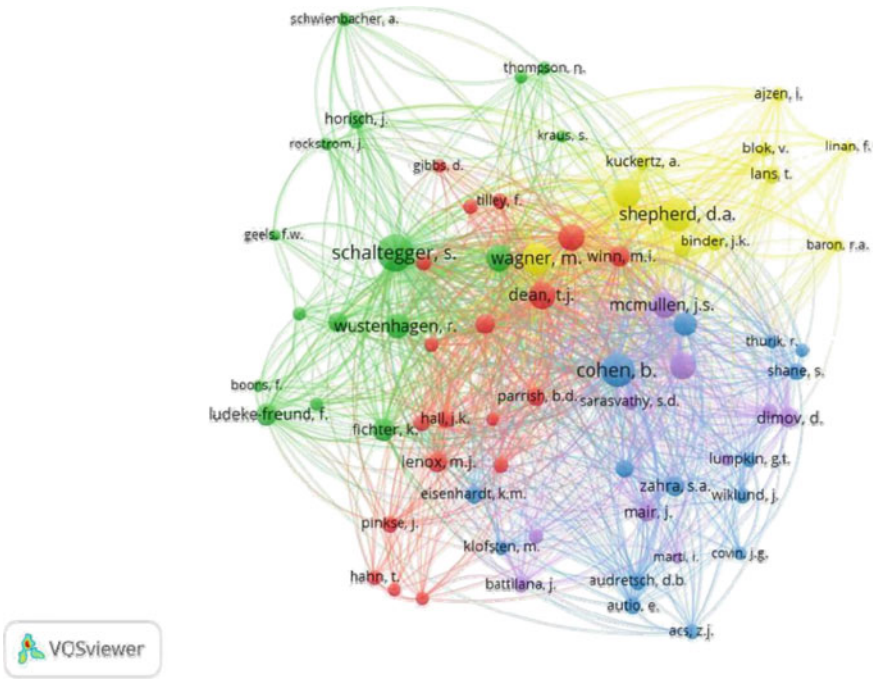 schwienbacher, a.
thompson, n.
ajzen, i.
horisch, j.
kraus, s.
rockstrom, j.
blok, v.
linan, f.
kuckertz, a.
gibbs, d.
lans, t.
tilley, f.
shepherd, d.a.
geels, f.w.
binder, j.k.
baron, r.a.
schaltegger, s.
wagner, m.
winn, m.i.
dean, t.j.
mcmullen, j.s.
wustenhagen, r.
thurik, r.
cohen, b.
shane, s.
boons, f.
parrish, b.d.
sarasvathy, s.d.
ludeke-freund, f.
hall, j.k.
dimov, d.
fichter, k.
lenox, m.j.
lumpkin, g.t.
eisenhardt, k.m.
zahra, s.a.
wiklund, j.
mair, j.
pinkse, j.
klofsten, m.
marti, i.
covin, j.g.
hahn, t.
battilana, j.
audretsch, d.b.
autio, e.
acs, z.j.
VOSviewer